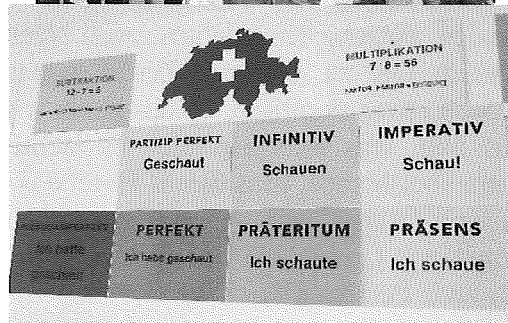 SUBTRAKTION
12-7=5
MULTIPLIKATION
7·8=56
PARTIZIP PERFEKT
Geschaut
INFINITIV
Schauen
IMPERATIV
Schau!
Ich hatte
PERFEKT
Ich habe geschaut
PRÄTERITUM
Ich schaute
PRÄSENS
Ich schaue